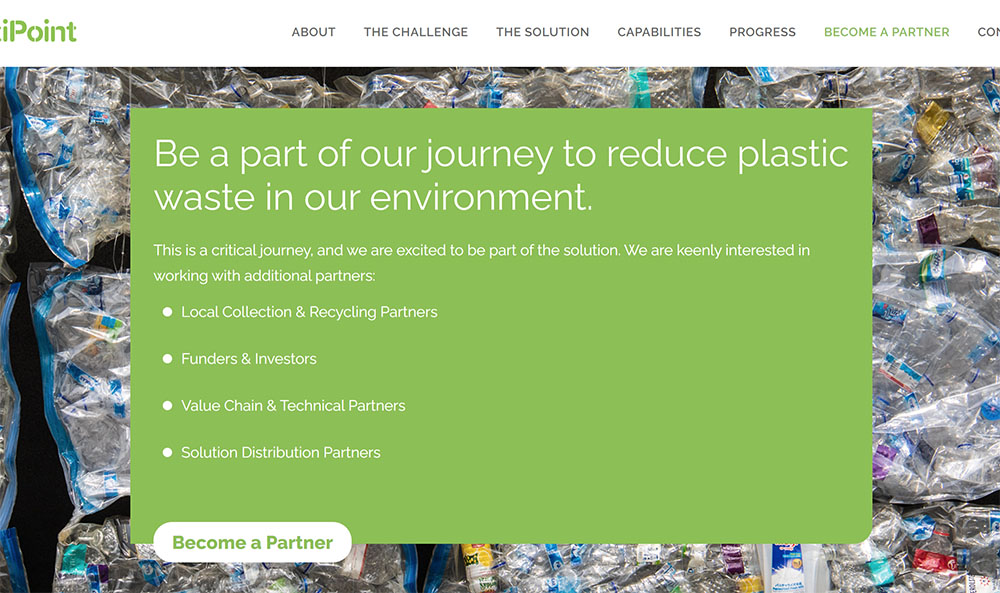 iPoint
ABOUT THE CHALLENGE THE SOLUTION CAPABILITIES PROGRESS BECOME A PARTNER CON
Be a part of our journey to reduce plastic
waste in our environment.
This is a critical journey, and we are excited to be part of the solution. We are keenly interested in
working with additional partners:
Local Collection & Recycling Partners
Funders & Investors
Value Chain & Technical Partners
Solution Distribution Partners
Become a Partner